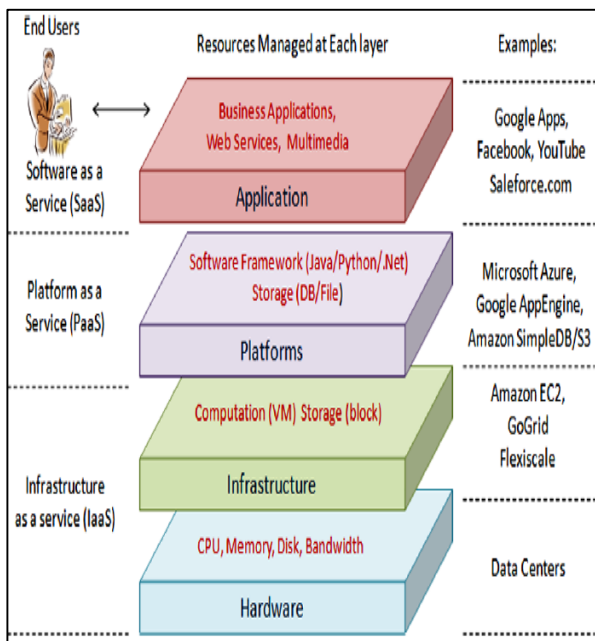 End Users
Resources Managed at Each layer
Examples:
Business Applications,
Web Services, Multimedia
Application
Software as a
Service (SaaS)
Google Apps,
Facebook, YouTube
Saleforce.com
Software Framework (Java/Python/.Net)
Storage (DB/File)
Platforms
Platform as a
Service (PaaS)
Microsoft Azure,
Google AppEngine,
Amazon SimpleDB/S3
Computation (VM) Storage (block)
Infrastructure
Amazon EC2,
GoGrid
Flexiscale
Infrastructure
as a service (IaaS)
CPU, Memory, Disk, Bandwidth
Hardware
Data Centers